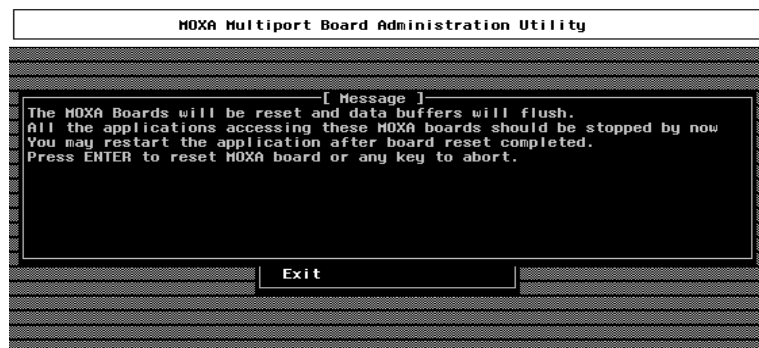 MOXA Multiport Board Administration Utility
[ Message ]
The MOXA Boards will be reset and data buffers will flush.
All the applications accessing these MOXA boards should be stopped by now
You may restart the application after board reset completed.
Press ENTER to reset MOXA board or any key to abort.
Exit